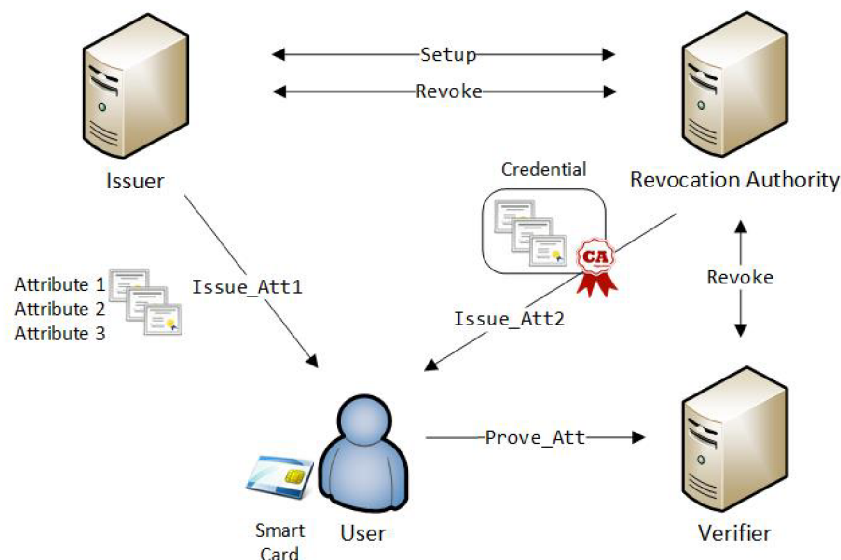 Setup
Revoke
Issuer
Credential
Revocation Authority
CA
Attribute 1
Attribute 2
Attribute 3
Issue_Att1
Issue_Att2
Revoke
Prove_Att
Smart
Card
User
Verifier